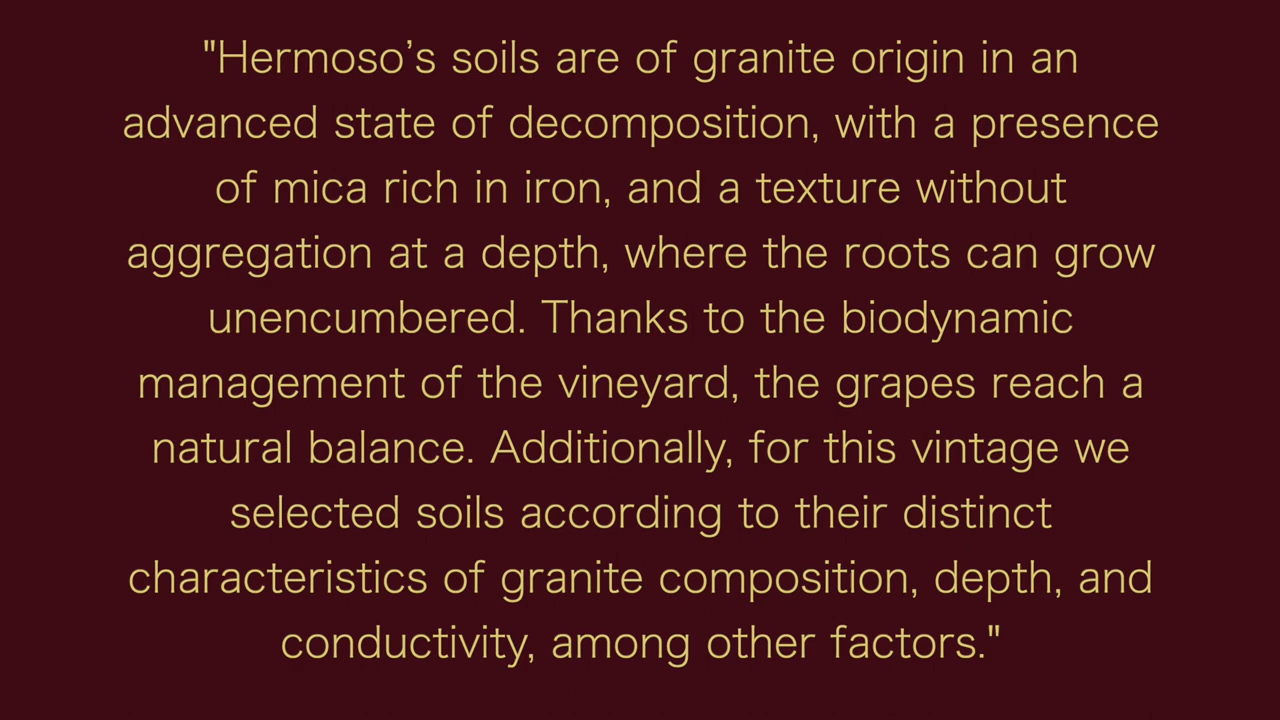 "Hermoso’s soils are of granite origin in an
advanced state of decomposition, with a presence
of mica rich in iron, and a texture without
aggregation at a depth, where the roots can grow
unencumbered. Thanks to the biodynamic
management of the vineyard, the grapes reach a
natural balance. Additionally, for this vintage we
selected soils according to their distinct
characteristics of granite composition, depth, and
conductivity, among other factors."